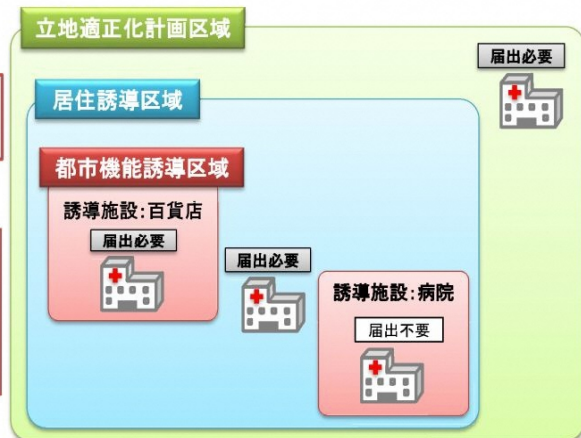 立地適正化計画区域
届出必要
居住誘導区域
都市機能誘導区域
誘導施設:百貨店
届出必要
届出必要
誘導施設:病院
届出不要